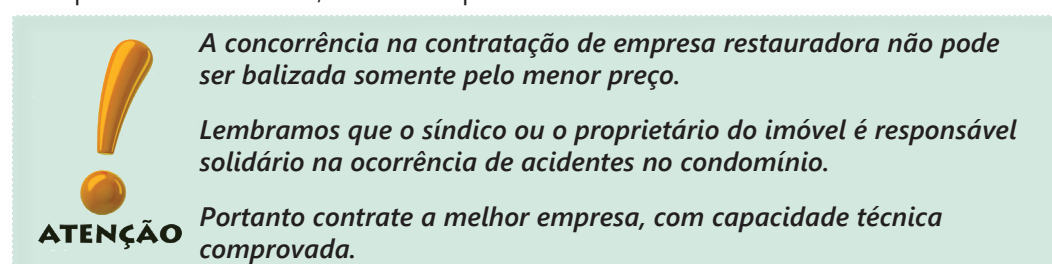 A concorrência na contratação de empresa restauradora não pode
ser balizada somente pelo menor preço.
Lembramos que o síndico ou o proprietário do imóvel é responsável
solidário na ocorrência de acidentes no condomínio.
Portanto contrate a melhor empresa, com capacidade técnica
comprovada.
ATENÇÃO